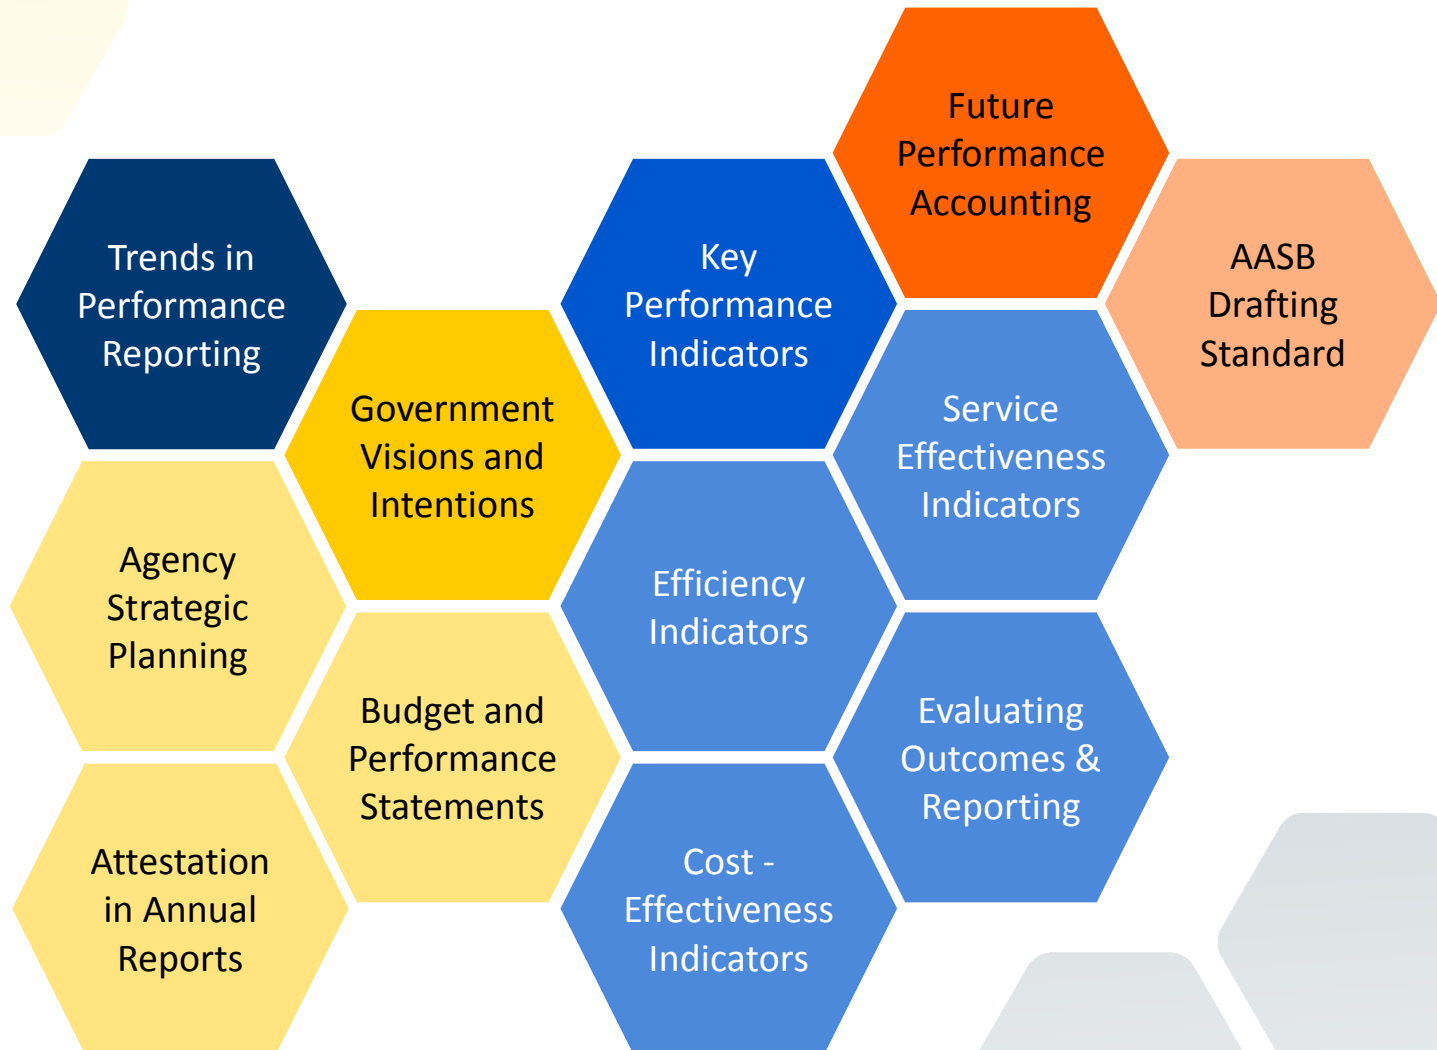 Trends in
Performance
Reporting
Government
Visions and
Intentions
Agency
Strategic
Planning
Budget and
Performance
Statements
Attestation
in Annual
Reports
Key
Performance
Indicators
Efficiency
Indicators
Cost -
Effectiveness
Indicators
Service
Effectiveness
Indicators
Evaluating
Outcomes &
Reporting
Future
Performance
Accounting
AASB
Drafting
Standard